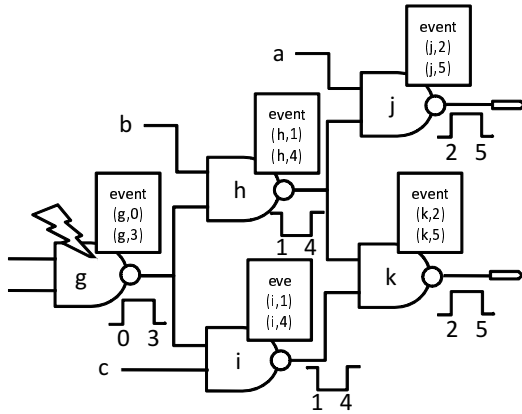 a
event
(j,2)
(j,5)
j
2 5
b
event
(h,1)
(h,4)
h
1 4
event
(g,0)
(g,3)
g
0 3
event
(k,2)
(k,5)
k
2 5
eve
(i,1)
(i,4)
i
c
1 4